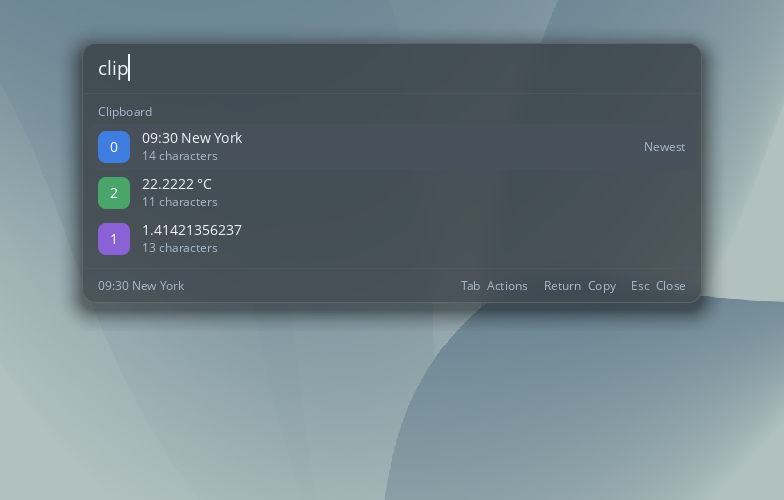 clip
Clipboard
0
09:30 New York
14 characters
Newest
2
22.2222 °C
11 characters
1
1.41421356237
13 characters
09:30 New York
Tab Actions Return Copy Esc Close